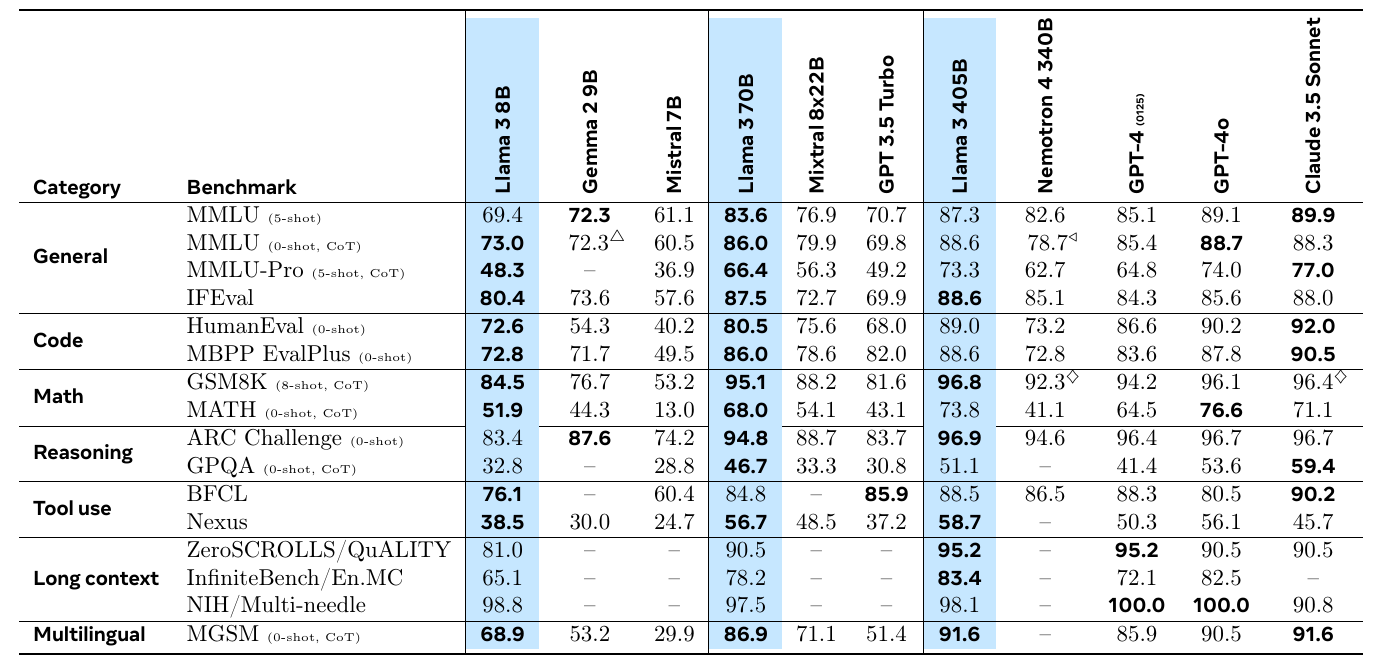 Category Benchmark Llama 3 8B Gemma 2 9B Mistral 7B Llama 3 70B Mixtral 8x22B GPT 3.5 Turbo Llama 3 405B Nemotron 4 340B GPT-4 (0125) GPT-4o Claude 3.5 Sonnet
General
MMLU (5-shot) 69.4 72.3 61.1 83.6 76.9 70.7 87.3 82.6 85.1 89.1 89.9
MMLU (0-shot, CoT) 73.0 72.3△ 60.5 86.0 79.9 69.8 88.6 78.7◁ 85.4 88.7 88.3
MMLU-Pro (5-shot, CoT) 48.3 – 36.9 66.4 56.3 49.2 73.3 62.7 64.8 74.0 77.0
IFEval 80.4 73.6 57.6 87.5 72.7 69.9 88.6 85.1 84.3 85.6 88.0
Code
HumanEval (0-shot) 72.6 54.3 40.2 80.5 75.6 68.0 89.0 73.2 86.6 90.2 92.0
MBPP EvalPlus (0-shot) 72.8 71.7 49.5 86.0 78.6 82.0 88.6 72.8 83.6 87.8 90.5
Math
GSM8K (8-shot, CoT) 84.5 76.7 53.2 95.1 88.2 81.6 96.8 92.3♢ 94.2 96.1 96.4♢
MATH (0-shot, CoT) 51.9 44.3 13.0 68.0 54.1 43.1 73.8 41.1 64.5 76.6 71.1
Reasoning
ARC Challenge (0-shot) 83.4 87.6 74.2 94.8 88.7 83.7 96.9 94.6 96.4 96.7 96.7
GPQA (0-shot, CoT) 32.8 – 28.8 46.7 33.3 30.8 51.1 – 41.4 53.6 59.4
Tool use
BFCL 76.1 – 60.4 84.8 – 85.9 88.5 86.5 88.3 80.5 90.2
Nexus 38.5 30.0 24.7 56.7 48.5 37.2 58.7 – 50.3 56.1 45.7
Long context
ZeroSCROLLS/QuALITY 81.0 – – 90.5 – – 95.2 – 95.2 90.5 90.5
InfiniteBench/En.MC 65.1 – – 78.2 – – 83.4 – 72.1 82.5 –
NIH/Multi-needle 98.8 – – 97.5 – – 98.1 – 100.0 100.0 90.8
Multilingual
MGSM (0-shot, CoT) 68.9 53.2 29.9 86.9 71.1 51.4 91.6 – 85.9 90.5 91.6